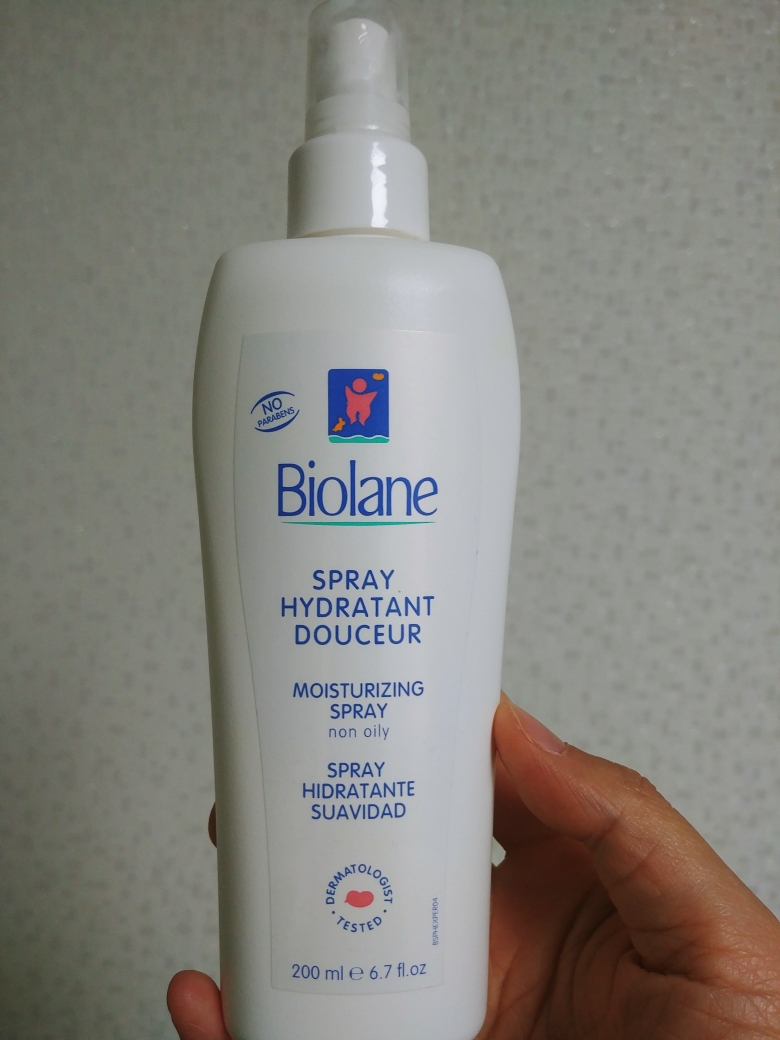 NO
PARABENS
Biolane
SPRAY
HYDRATANT
DOUCEUR
MOISTURIZING
SPRAY
non oily
SPRAY
HIDRATANTE
SUAVIDAD
DERMATOLOGIST
• TESTED •
200 ml ℮ 6.7 fl.oz